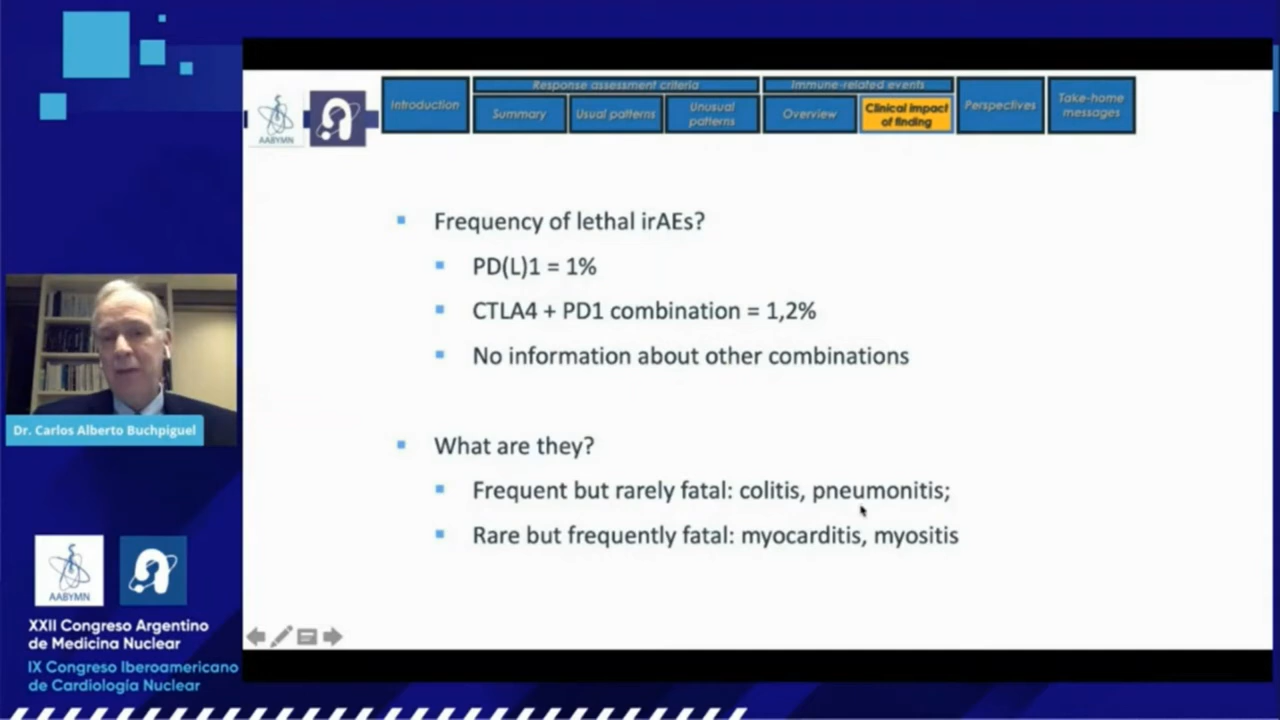 Response assessment criteria
Immune-related events
Introduction
Summary
Usual patterns
Unusual
patterns
Overview
Clinical impact
of finding
Perspectives
Take-home
messages
AABYMN
Frequency of lethal irAEs?
PD(L)1 = 1%
CTLA4 + PD1 combination = 1,2%
No information about other combinations
What are they?
Frequent but rarely fatal: colitis, pneumonitis;
Rare but frequently fatal: myocarditis, myositis
Dr. Carlos Alberto Buchpiguel
AABYMN
XXII Congreso Argentino
de Medicina Nuclear
IX Congreso Iberoamericano
de Cardiología Nuclear